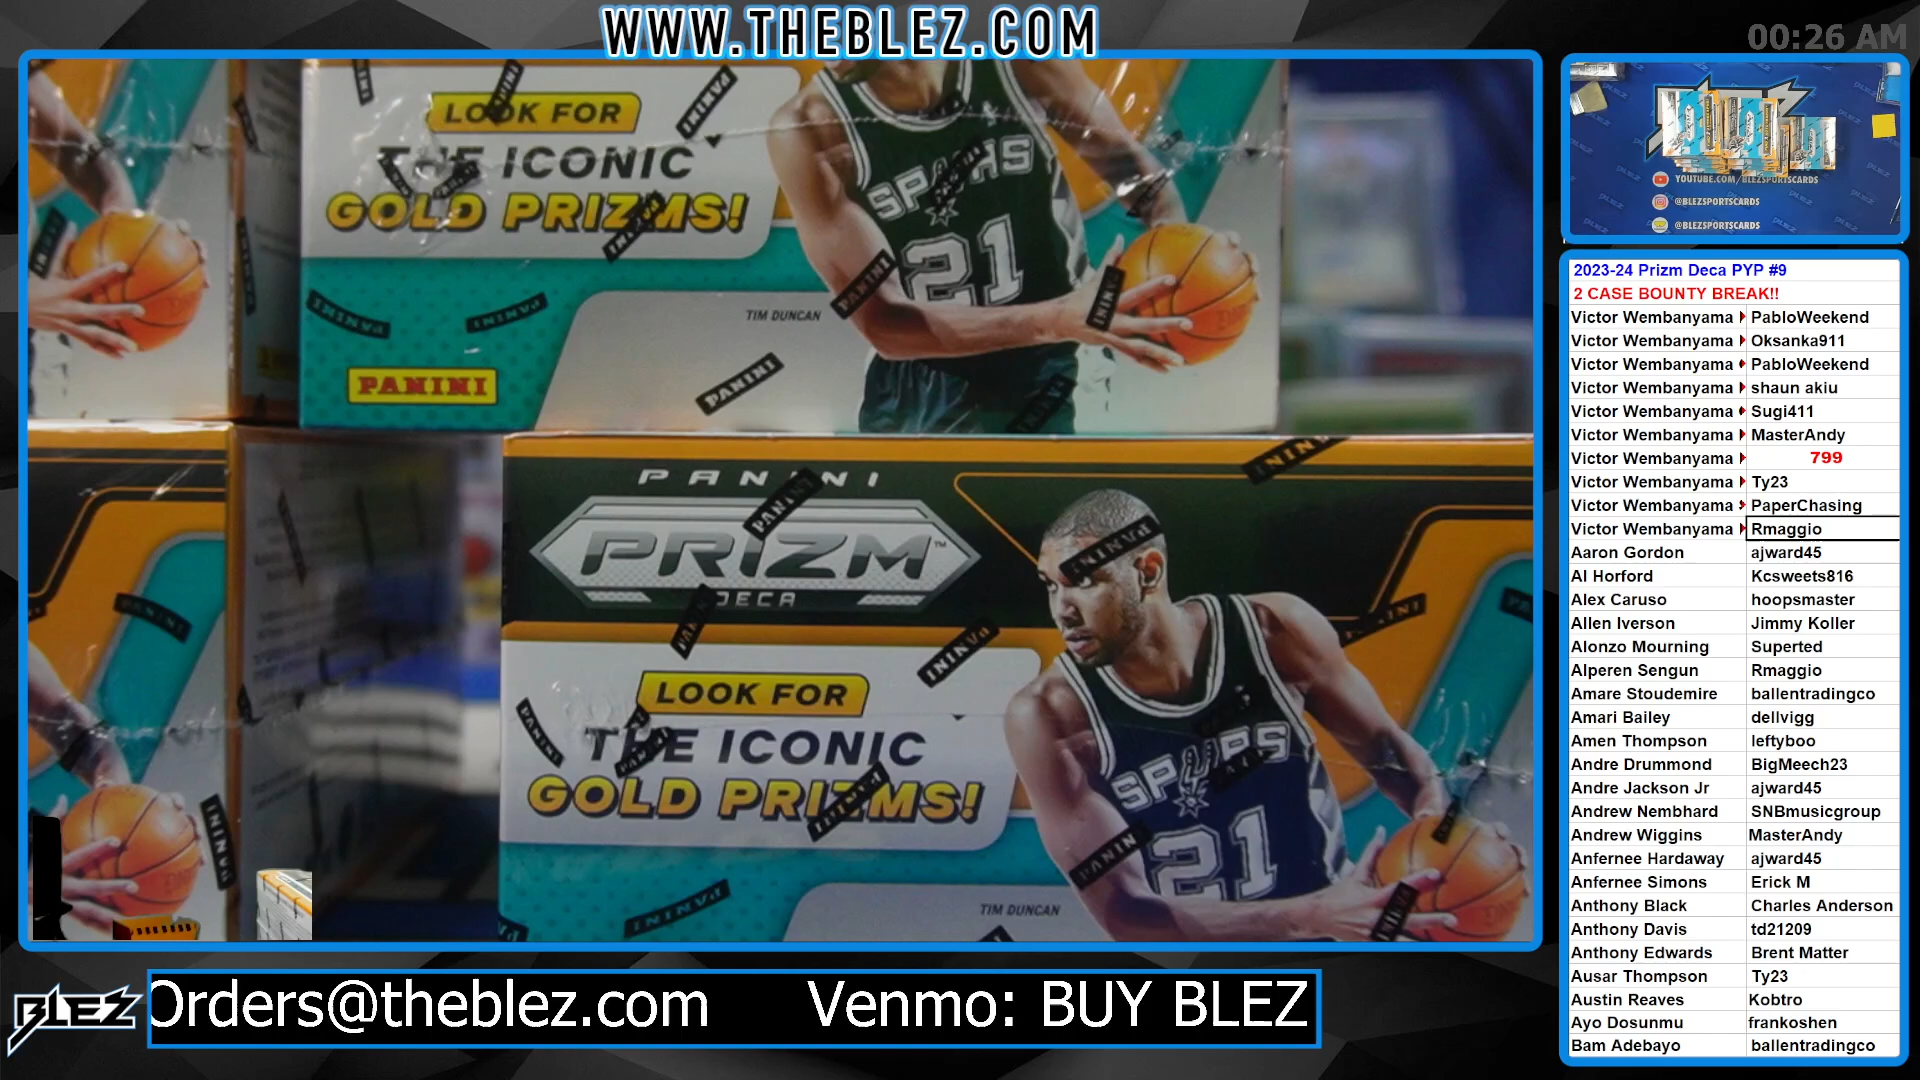 WWW.THEBLEZ.COM
00:26 AM
LOOK FOR
THE ICONIC
GOLD PRIZMS!
SPURS
21
TIM DUNCAN
PANINI
PANINI
PRIZM™
DECA
LOOK FOR
THE ICONIC
GOLD PRIZMS!
SPURS
21
TIM DUNCAN
YOUTUBE.COM/BLEZSPORTSCARDS
@BLEZSPORTSCARDS
@BLEZSPORTSCARDS
2023-24 Prizm Deca PYP #9
2 CASE BOUNTY BREAK!!
Victor Wembanyama PabloWeekend
Victor Wembanyama Oksanka911
Victor Wembanyama PabloWeekend
Victor Wembanyama shaun akiu
Victor Wembanyama Sugi411
Victor Wembanyama MasterAndy
Victor Wembanyama 799
Victor Wembanyama Ty23
Victor Wembanyama PaperChasing
Victor Wembanyama Rmaggio
Aaron Gordon ajward45
Al Horford Kcsweets816
Alex Caruso hoopsmaster
Allen Iverson Jimmy Koller
Alonzo Mourning Superted
Alperen Sengun Rmaggio
Amare Stoudemire ballentradingco
Amari Bailey dellvigg
Amen Thompson leftyboo
Andre Drummond BigMeech23
Andre Jackson Jr ajward45
Andrew Nembhard SNBmusicgroup
Andrew Wiggins MasterAndy
Anfernee Hardaway ajward45
Anfernee Simons Erick M
Anthony Black Charles Anderson
Anthony Davis td21209
Anthony Edwards Brent Matter
Ausar Thompson Ty23
Austin Reaves Kobtro
Ayo Dosunmu frankoshen
Bam Adebayo ballentradingco
BLEZ
Orders@theblez.com Venmo: BUY BLEZ